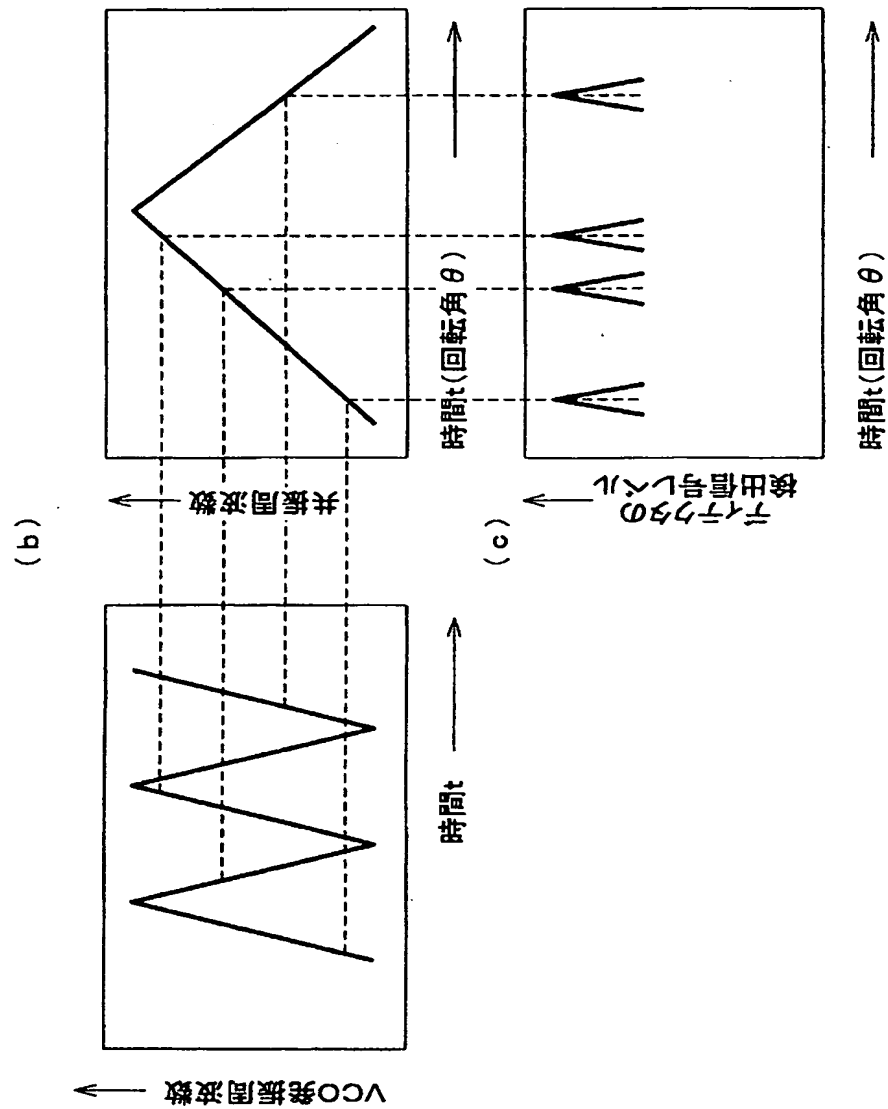 VCO発振周波数
時間t
(b)
共振周波数
時間t(回転角θ)
(c)
ディテクタの
検出信号レベル
時間t(回転角θ)